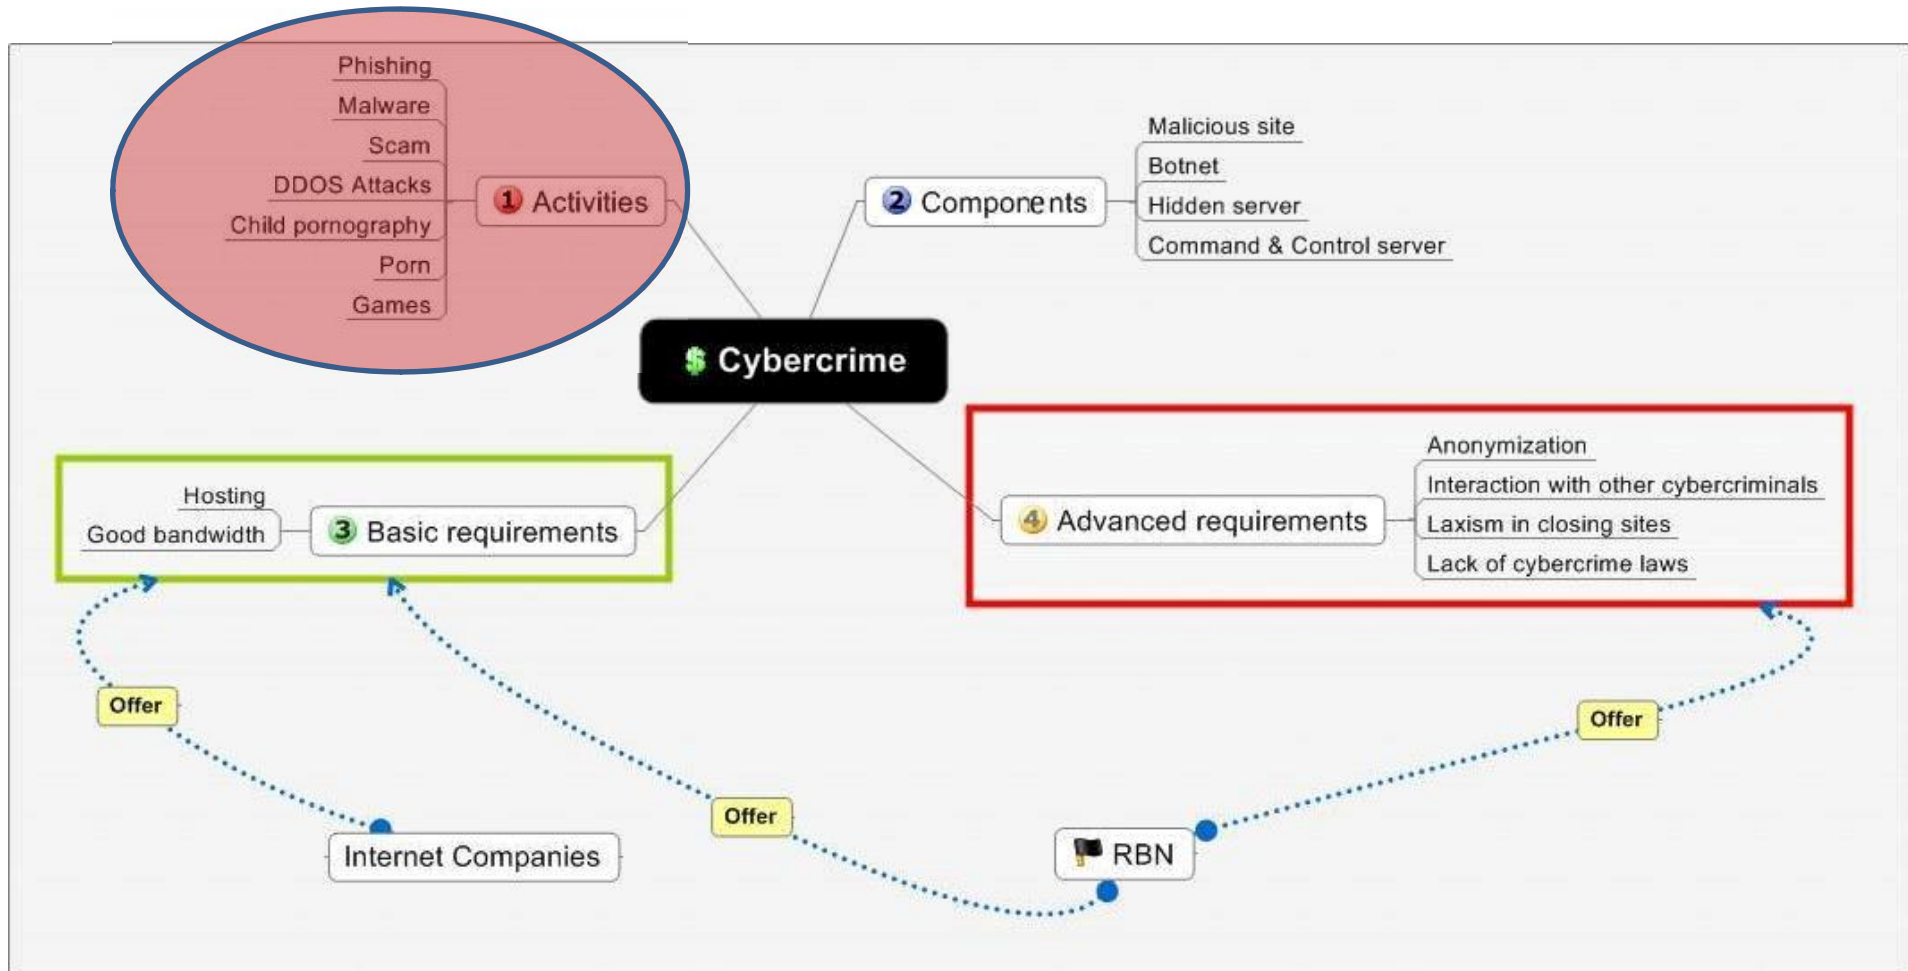 Phishing
Malware
Scam
DDOS Attacks
Child pornography
Porn
Games
1 Activities
2 Components
Malicious site
Botnet
Hidden server
Command & Control server
$ Cybercrime
Hosting
Good bandwidth
3 Basic requirements
4 Advanced requirements
Anonymization
Interaction with other cybercriminals
Laxism in closing sites
Lack of cybercrime laws
Offer
Offer
Offer
Internet Companies
RBN